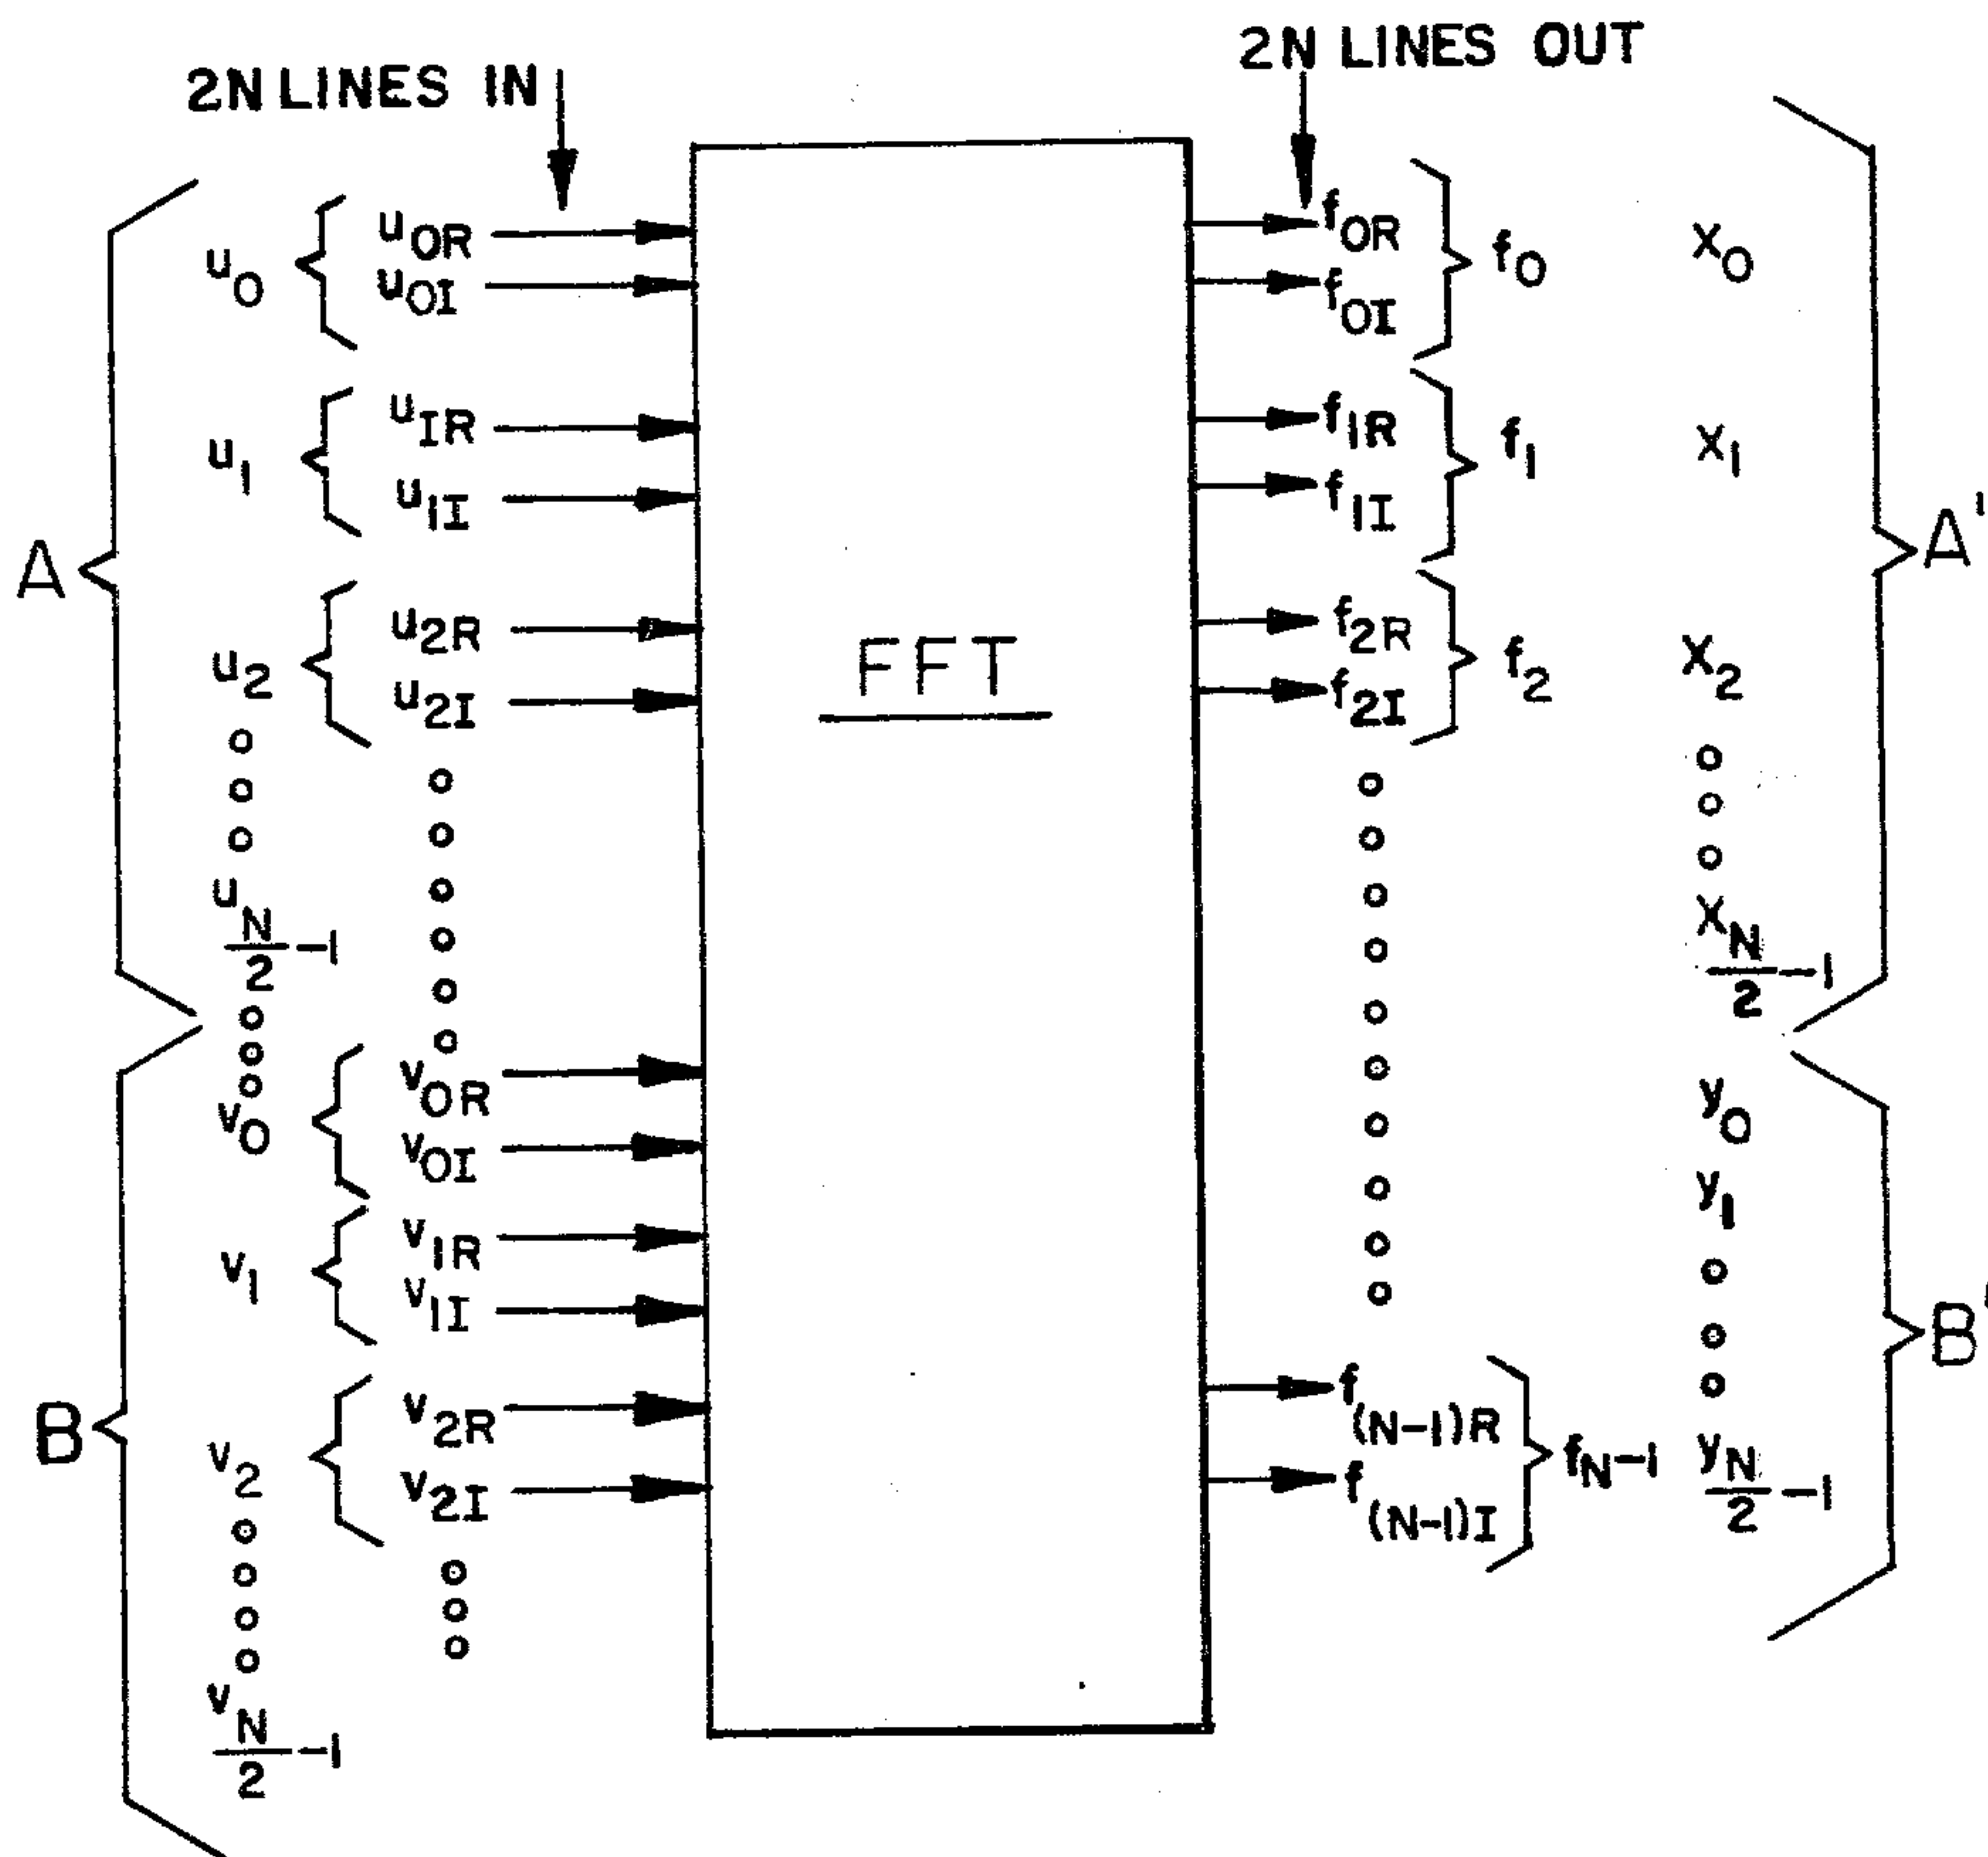 2N LINES IN
2N LINES OUT
A
u0
u0R
u0I
u1
uIR
u1I
u2
u2R
u2I
uN/2-1
B
v0
v0R
v0I
v1
v1R
v1I
v2
v2R
v2I
vN/2-1
FFT
f0R
f0I
f0
f1R
f1I
f1
f2R
f2I
f2
f(N-1)R
f(N-1)I
fN-1
x0
x1
x2
xN/2-1
A'
y0
y1
yN/2-1
B'